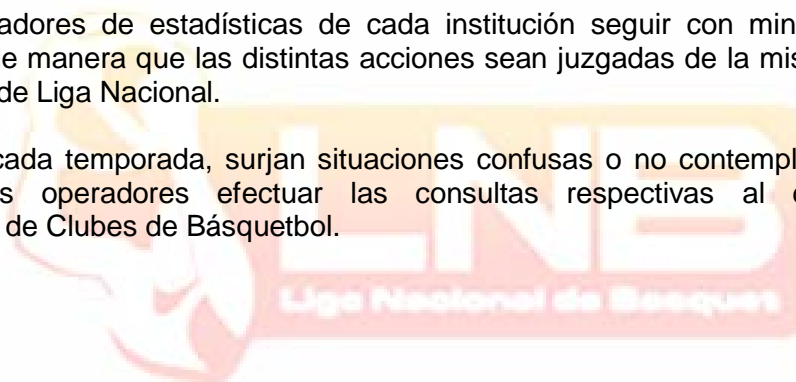 adores de estadísticas de cada institución seguir con min
e manera que las distintas acciones sean juzgadas de la mis
de Liga Nacional.
cada temporada, surjan situaciones confusas o no contempl
s operadores efectuar las consultas respectivas al
de Clubes de Básquetbol.
LNB
Liga Nacional de Basquet